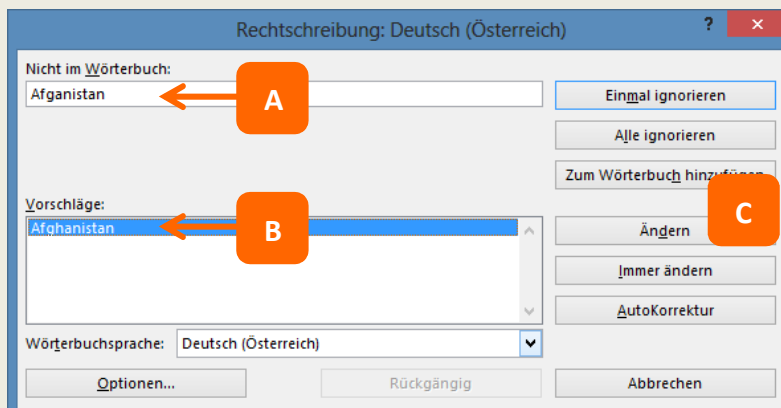 Rechtschreibung: Deutsch (Österreich)
? ×
Nicht im Wörterbuch:
Afganistan
A
Einmal ignorieren
Alle ignorieren
Zum Wörterbuch hinzufügen
Vorschläge:
Afghanistan
B
C
Ändern
Immer ändern
AutoKorrektur
Wörterbuchsprache: Deutsch (Österreich)
Optionen... Rückgängig Abbrechen